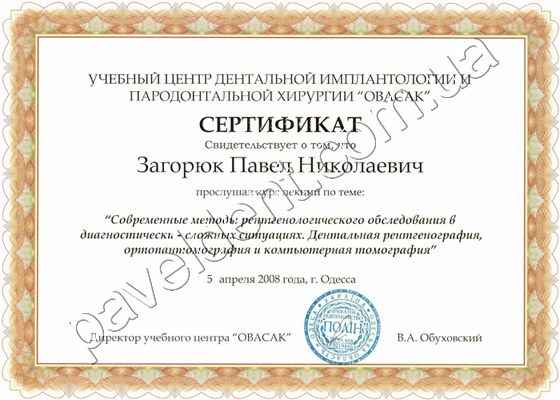 УЧЕБНЫЙ ЦЕНТР ДЕНТАЛЬНОЙ ИМПЛАНТОЛОГИИ И
ПАРОДОНТАЛЬНОЙ ХИРУРГИИ “ОВАСАК”
СЕРТИФИКАТ
Свидетельствует о том, что
Загорюк Павел Николаевич
прослушал курс лекций по теме:
“Современные методы рентгенологического обследования в
диагностически - сложных ситуациях. Дентальная рентгенография,
ортопантомография и компьютерная томография”
5 апреля 2008 года, г. Одесса
УКРАЇНА
ПОЛІН
Директор учебного центра “ОВАСАК”
В.А. Обуховский
paveldent.com.ua